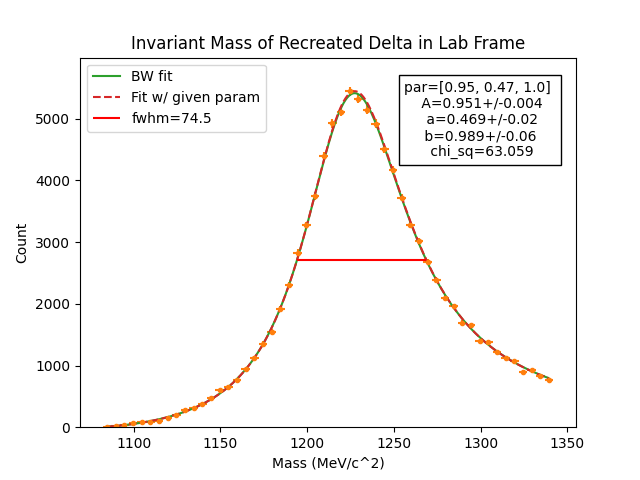 Invariant Mass of Recreated Delta in Lab Frame
BW fit
Fit w/ given param
fwhm=74.5
par=[0.95, 0.47, 1.0]
A=0.951+/-0.004
a=0.469+/-0.02
b=0.989+/-0.06
chi_sq=63.059
Count
5000
4000
3000
2000
1000
0
1100 1150 1200 1250 1300 1350
Mass (MeV/c^2)